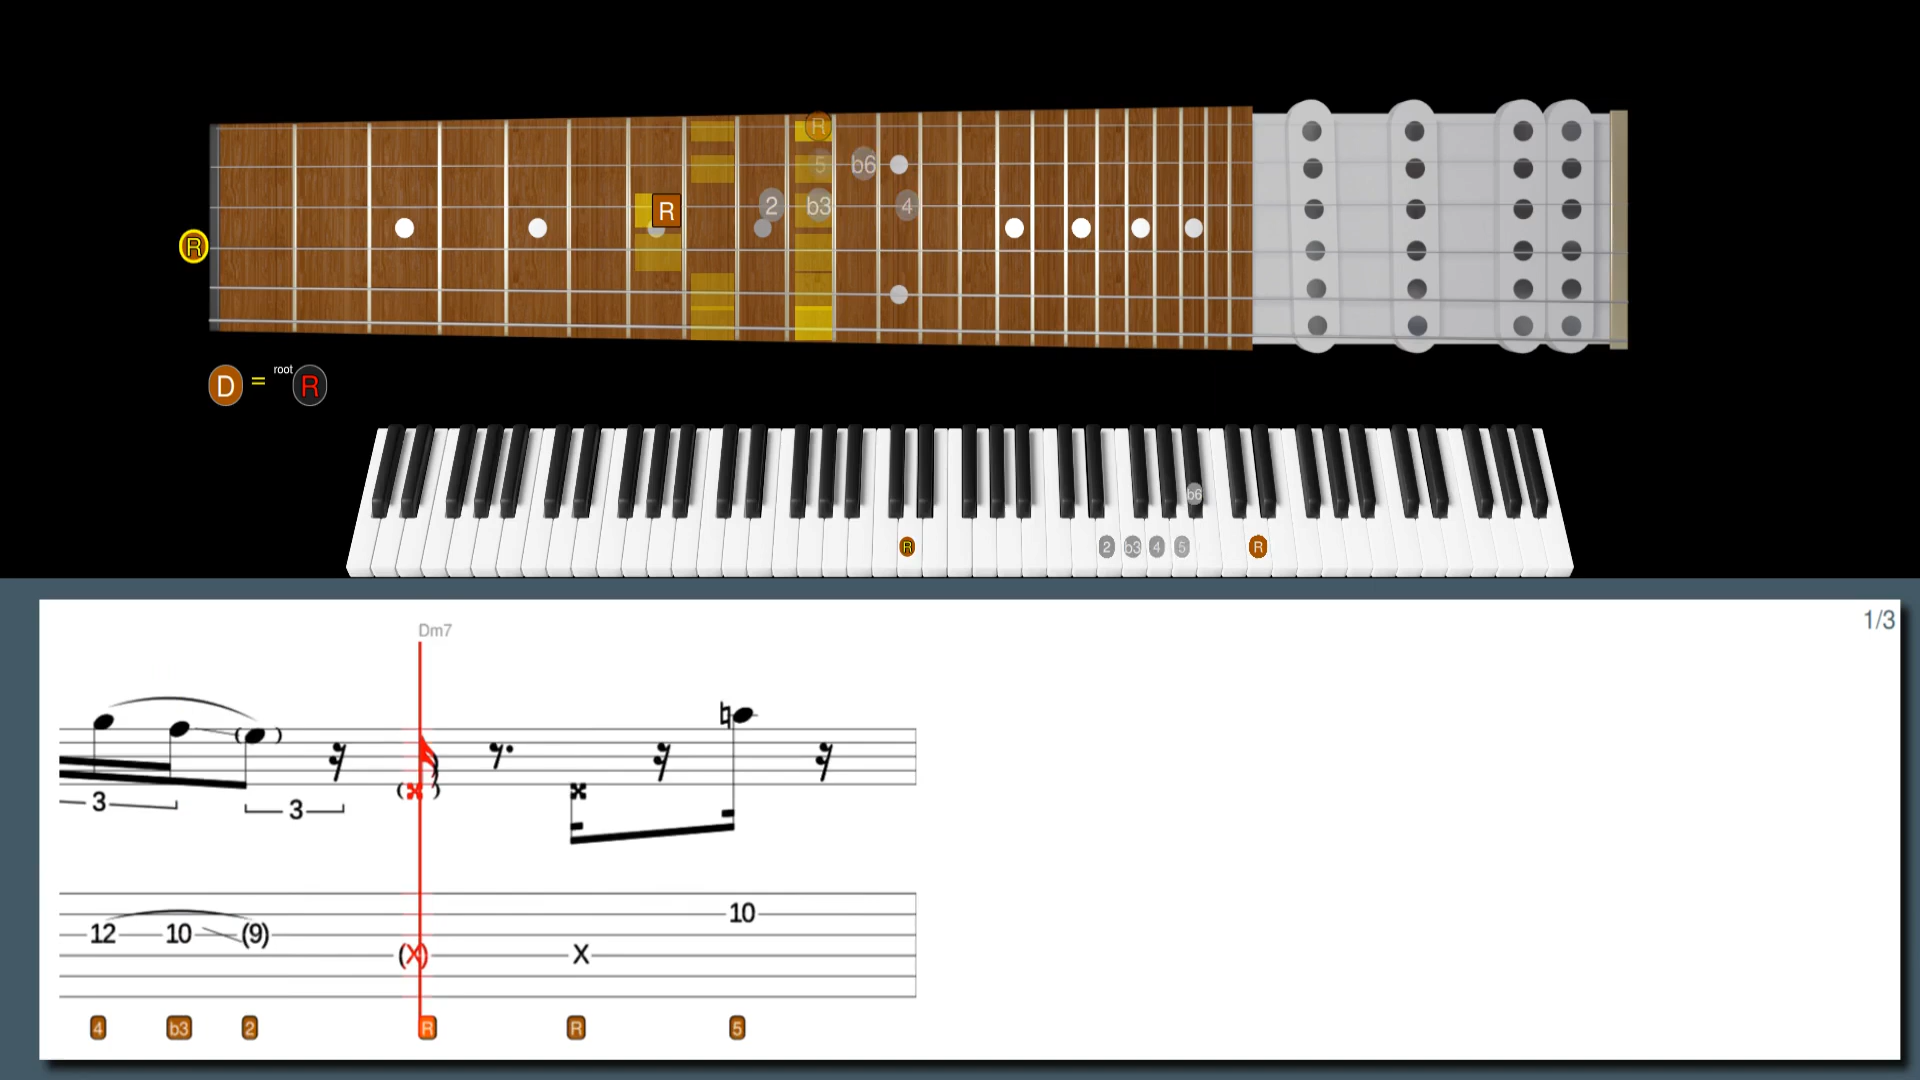 R
5 b6
R 2 b3 4
R
D = root R
b6
R 2 b3 4 5 R
1/3
Dm7
( )
( )
3 3
10
12 10 (9)
(X) X
4 b3 2 R R 5